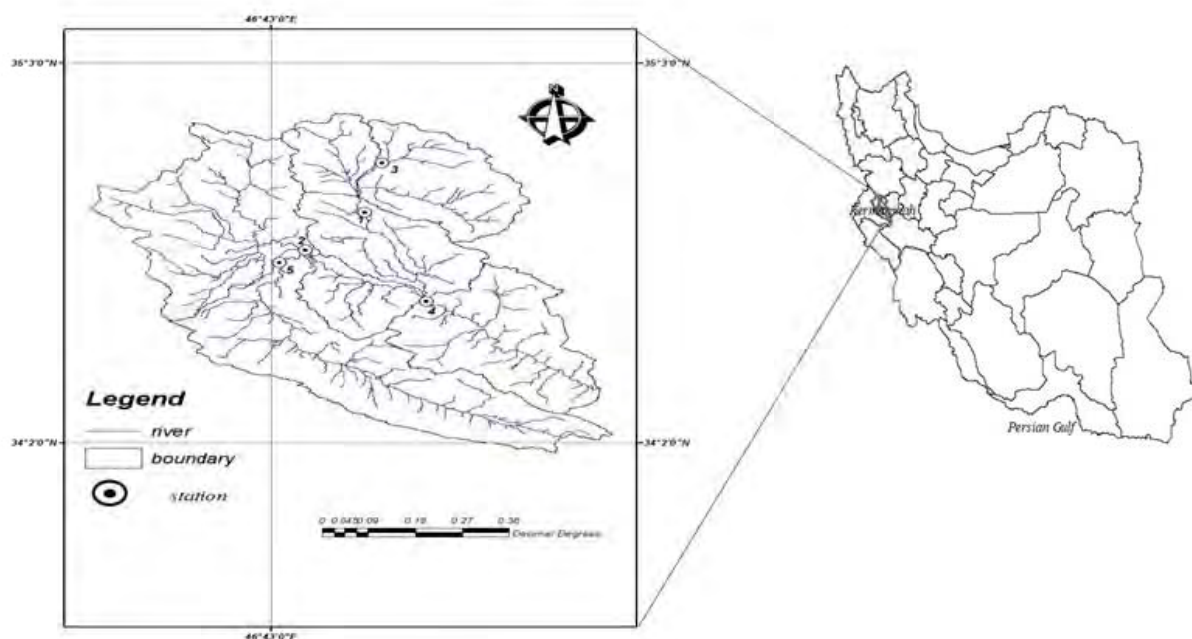 46°43'0"E
35°3'0"N 35°3'0"N
N
3
1
2
5
4
Kermanshah
Legend
river
boundary
station
34°2'0"N 34°2'0"N
Persian Gulf
0 0.0450.09 0.18 0.27 0.36
Decimal Degrees
46°43'0"E